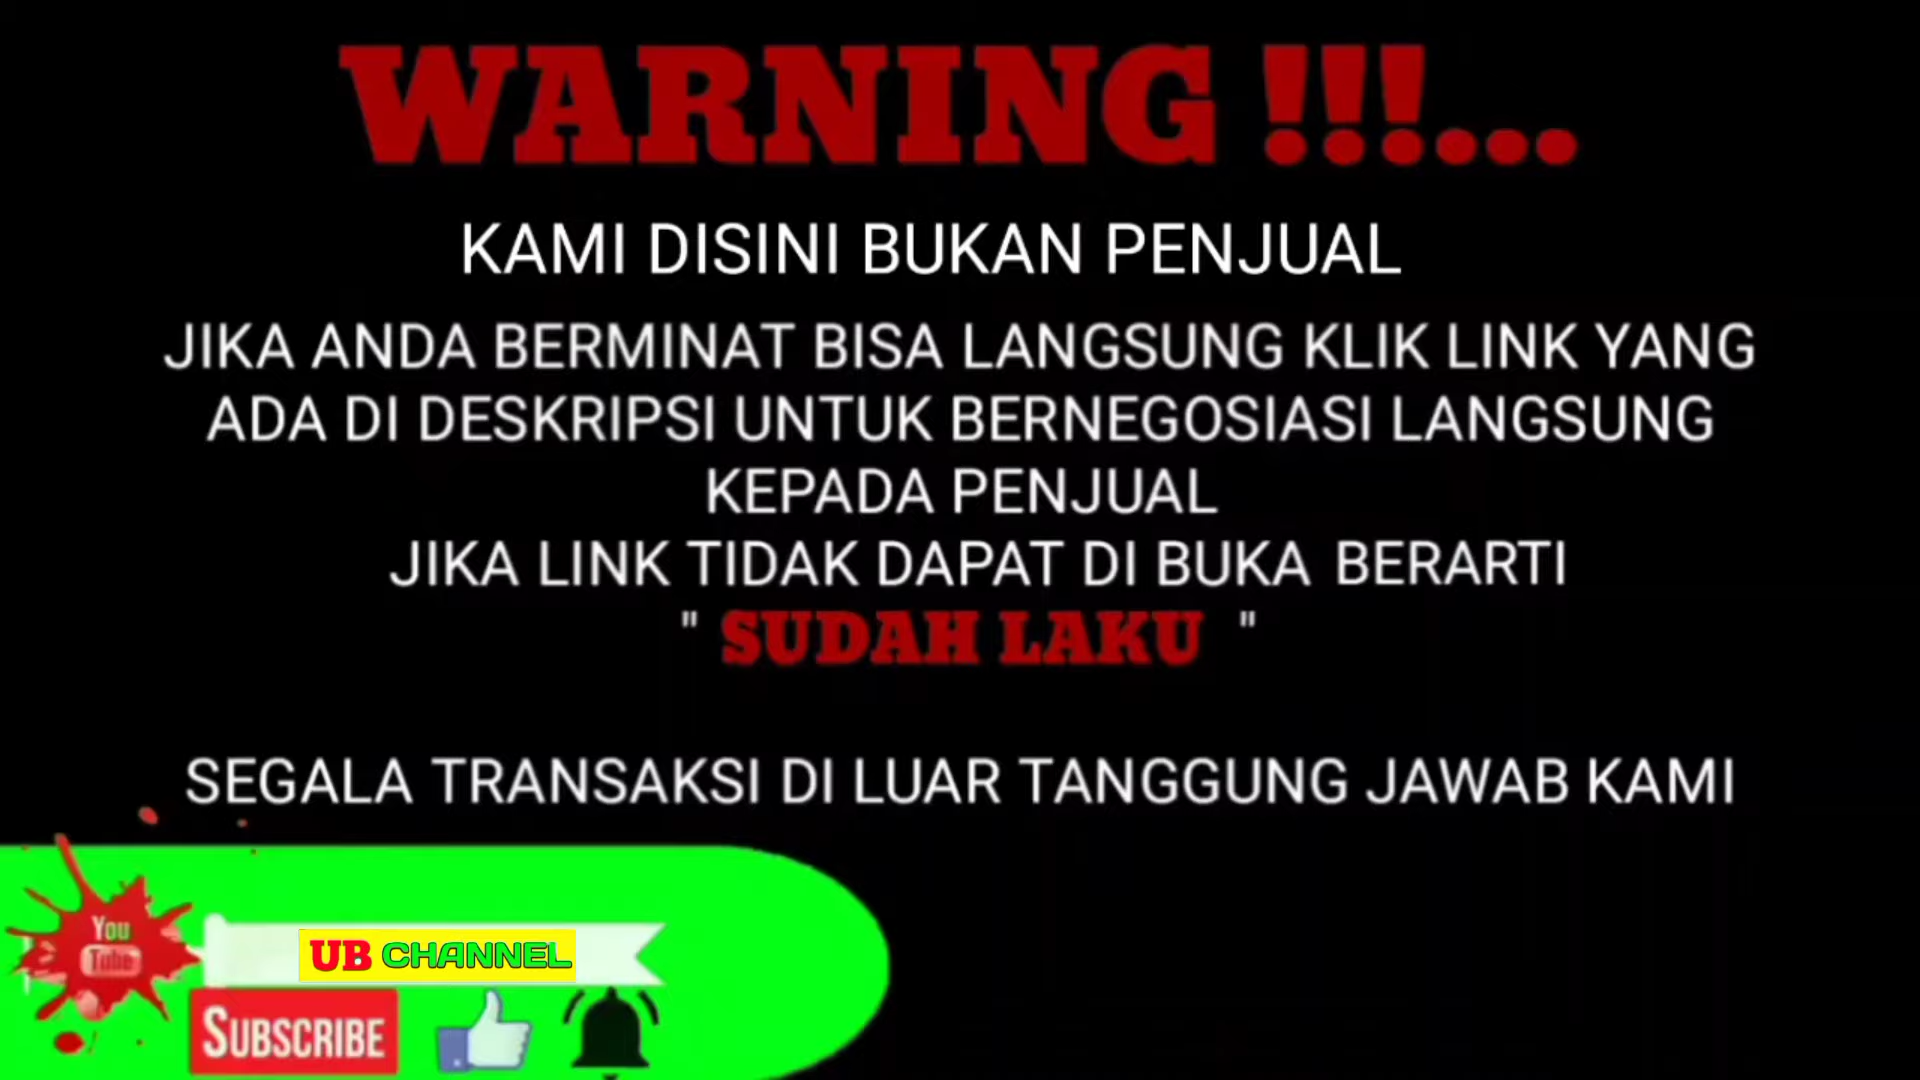 WARNING !!!...
KAMI DISINI BUKAN PENJUAL
JIKA ANDA BERMINAT BISA LANGSUNG KLIK LINK YANG
ADA DI DESKRIPSI UNTUK BERNEGOSIASI LANGSUNG
KEPADA PENJUAL
JIKA LINK TIDAK DAPAT DI BUKA BERARTI
" SUDAH LAKU "
SEGALA TRANSAKSI DI LUAR TANGGUNG JAWAB KAMI
You
Tube
UB CHANNEL
SUBSCRIBE